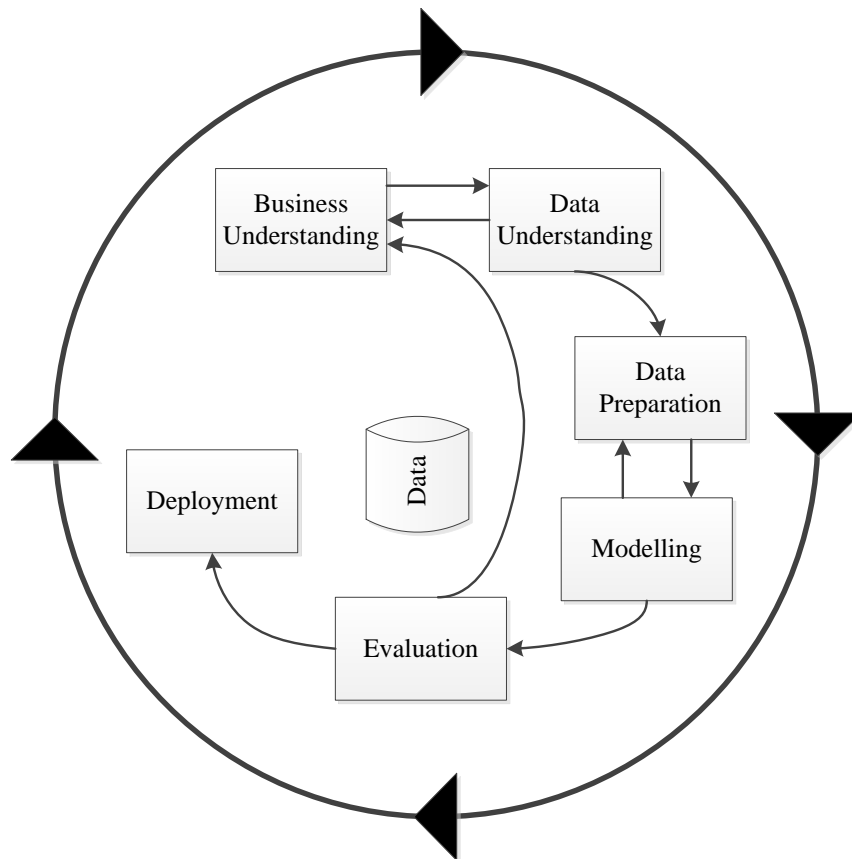 Business
Understanding
Data
Understanding
Data
Preparation
Data
Deployment
Modelling
Evaluation